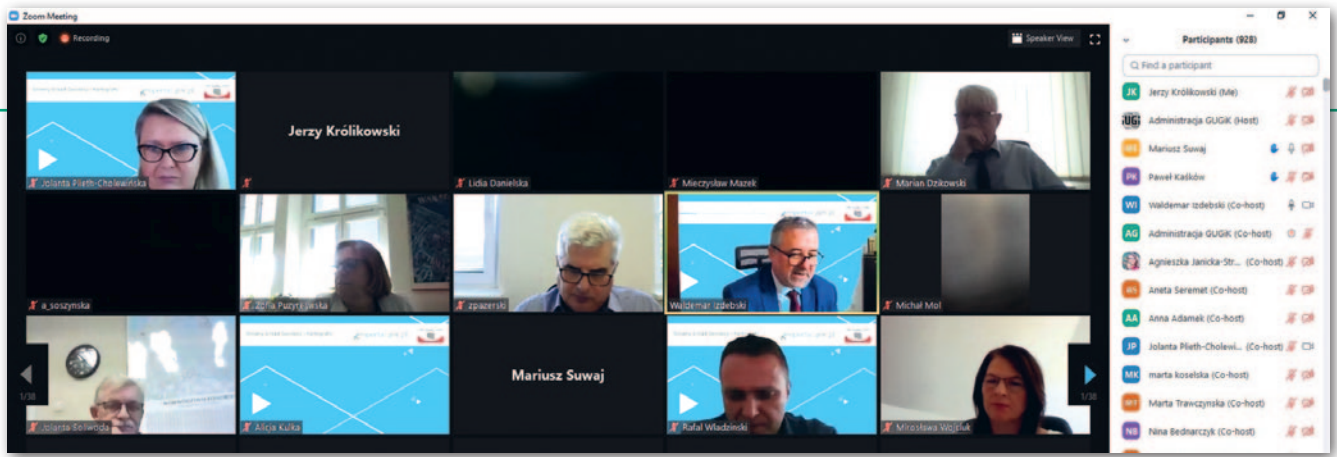 Zoom Meeting
Recording
Speaker View
Jolanta Plieth-Cholewińska
Jerzy Królikowski
Lidia Danielska
Mieczysław Mazek
Marian Dzikowski
a_soszynska
Zofia
zpazerski
Waldemar Izdebski
Michał Mol
1/38
Jolanta
Alicja Kulka
Mariusz Suwaj
Rafał Władziński
Mirosława
1/38
Participants (928)
Find a participant
JK Jerzy Królikowski (Me)
GUGi Administracja GUGiK (Host)
MS Mariusz Suwaj
PK Paweł Kaśków
WI Waldemar Izdebski (Co-host)
AG Administracja GUGiK (Co-host)
Agnieszka Janicka-Str... (Co-host)
AS Aneta Seremet (Co-host)
AA Anna Adamek (Co-host)
JP Jolanta Plieth-Cholewi... (Co-host)
MK marta koselska (Co-host)
MT Marta Trawczynska (Co-host)
NB Nina Bednarczyk (Co-host)